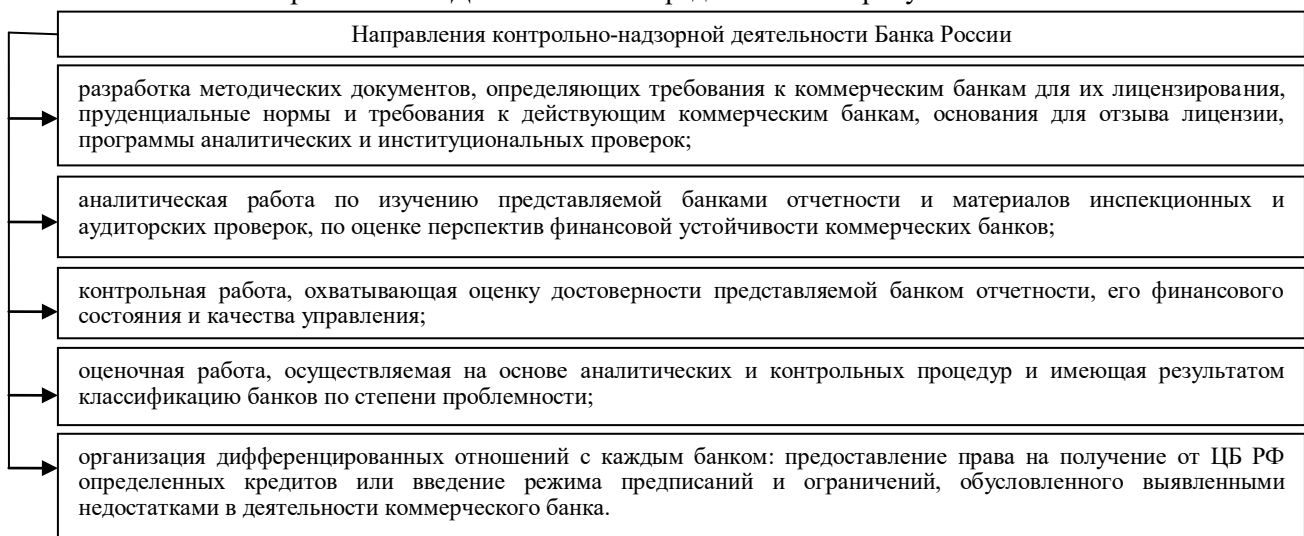 Направления контрольно-надзорной деятельности Банка России
разработка методических документов, определяющих требования к коммерческим банкам для их лицензирования,
пруденциальные нормы и требования к действующим коммерческим банкам, основания для отзыва лицензии,
программы аналитических и институциональных проверок;
аналитическая работа по изучению представляемой банками отчетности и материалов инспекционных и
аудиторских проверок, по оценке перспектив финансовой устойчивости коммерческих банков;
контрольная работа, охватывающая оценку достоверности представляемой банком отчетности, его финансового
состояния и качества управления;
оценочная работа, осуществляемая на основе аналитических и контрольных процедур и имеющая результатом
классификацию банков по степени проблемности;
организация дифференцированных отношений с каждым банком: предоставление права на получение от ЦБ РФ
определенных кредитов или введение режима предписаний и ограничений, обусловленного выявленными
недостатками в деятельности коммерческого банка.